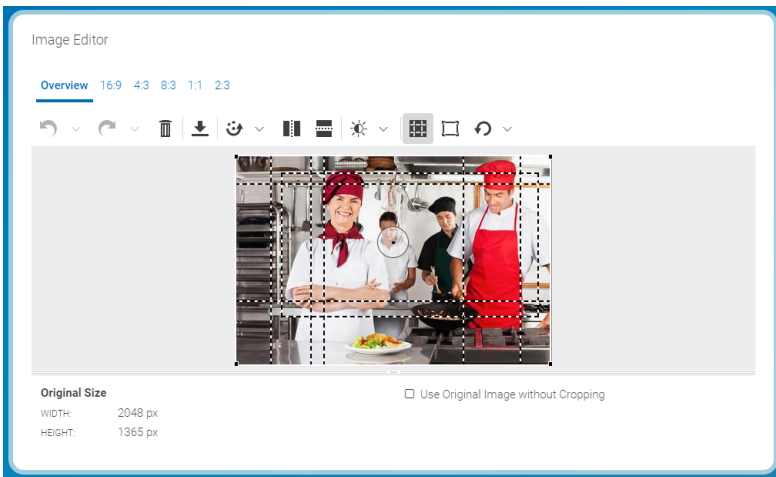 Image Editor
Overview 16:9 4:3 8:3 1:1 2:3
Original Size
Use Original Image without Cropping
WIDTH: 2048 px
HEIGHT: 1365 px